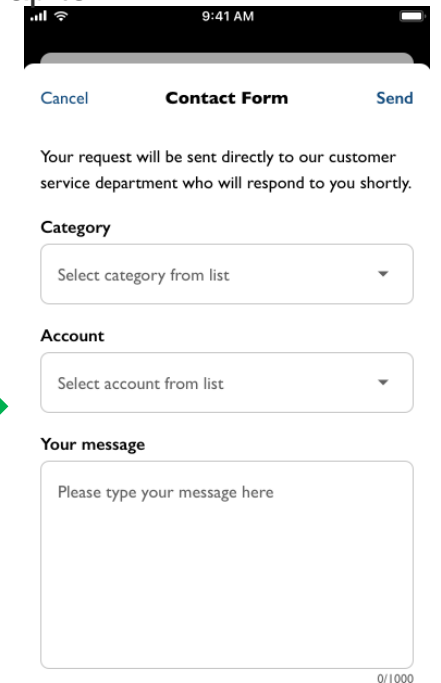 9:41 AM
Cancel Contact Form Send
Your request will be sent directly to our customer
service department who will respond to you shortly.
Category
Select category from list
Account
Select account from list
Your message
Please type your message here
0/1000